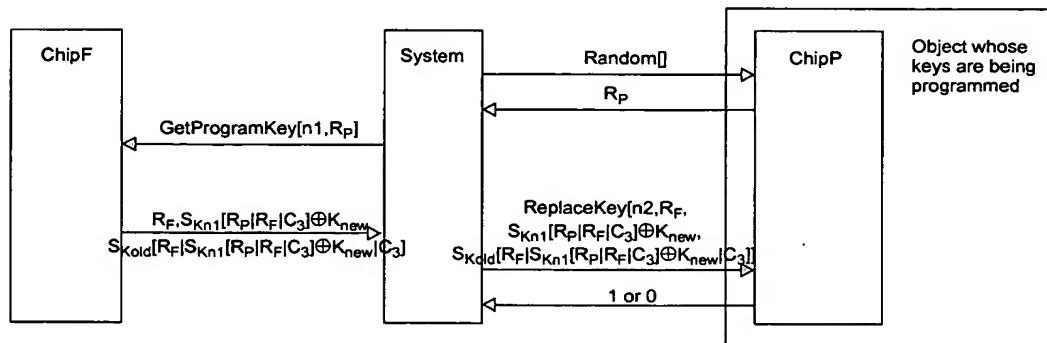 ChipF
System
ChipP
Object whose
keys are being
programmed
Random[]
R_P
GetProgramKey[n1,R_P]
R_F,S_Kn1[R_P|R_F|C_3]⊕K_new
S_Kold[R_F|S_Kn1[R_P|R_F|C_3]⊕K_new|C_3]
ReplaceKey[n2,R_F,
S_Kn1[R_P|R_F|C_3]⊕K_new,
S_Kold[R_F|S_Kn1[R_P|R_F|C_3]⊕K_new|C_3]]
1 or 0